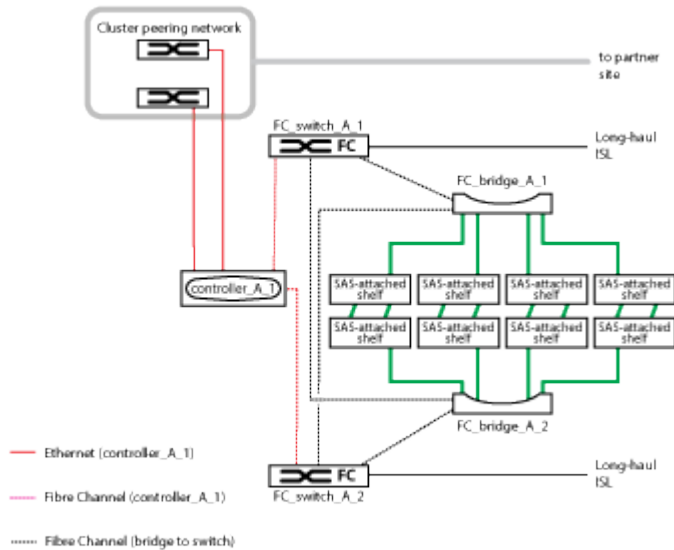 Cluster peering network
to partner
site
FC_switch_A_1
FC
Long-haul
ISL
FC_bridge_A_1
controller_A_1
SAS-attached
shelf
SAS-attached
shelf
SAS-attached
shelf
SAS-attached
shelf
SAS-attached
shelf
SAS-attached
shelf
SAS-attached
shelf
SAS-attached
shelf
FC_bridge_A_2
Ethernet (controller_A_1)
FC
Long-haul
ISL
FC_switch_A_2
Fibre Channel (controller_A_1)
Fibre Channel (bridge to switch)